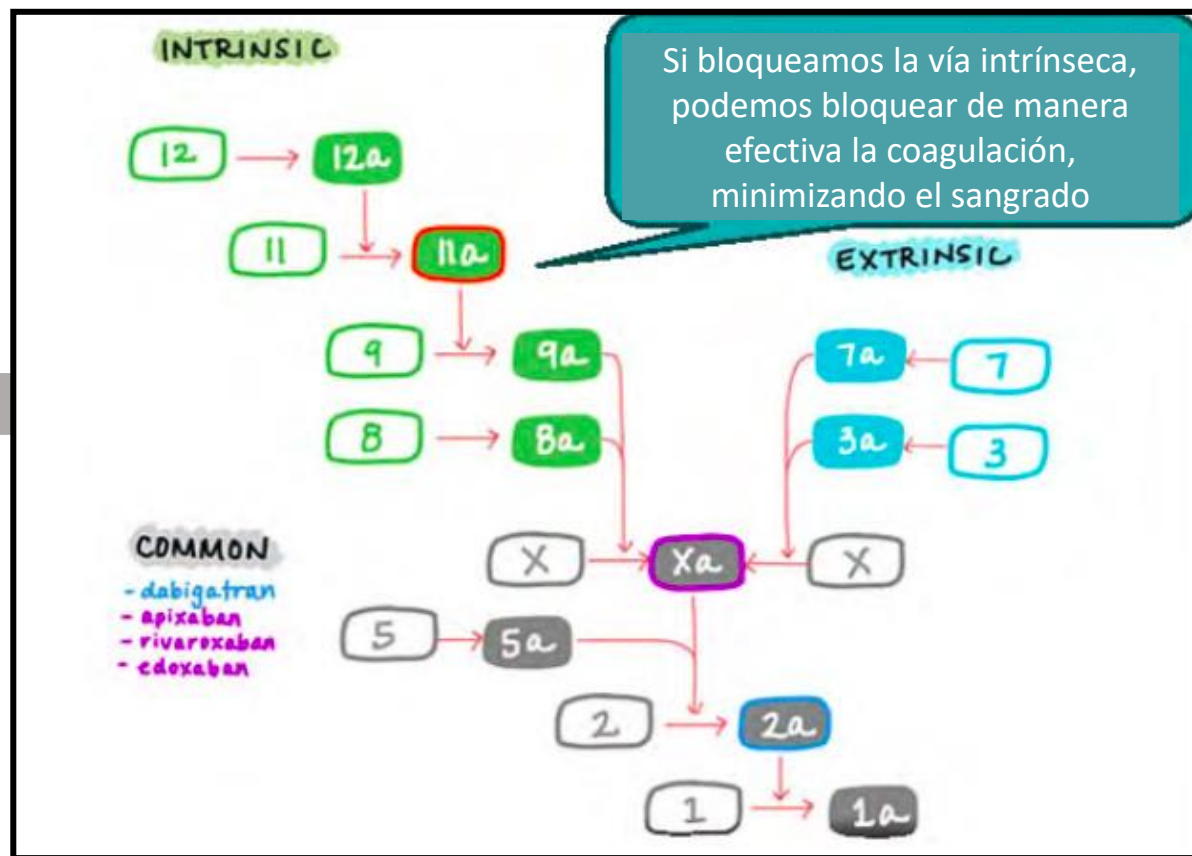 INTRINSIC
Si bloqueamos la vía intrínseca,
podemos bloquear de manera
efectiva la coagulación,
minimizando el sangrado
12 12a
11 11a
EXTRINSIC
9 9a 7a 7
8 8a 3a 3
COMMON
- dabigatran
- apixaban
- rivaroxaban
- edoxaban
X Xa X
5 5a
2 2a
1 1a